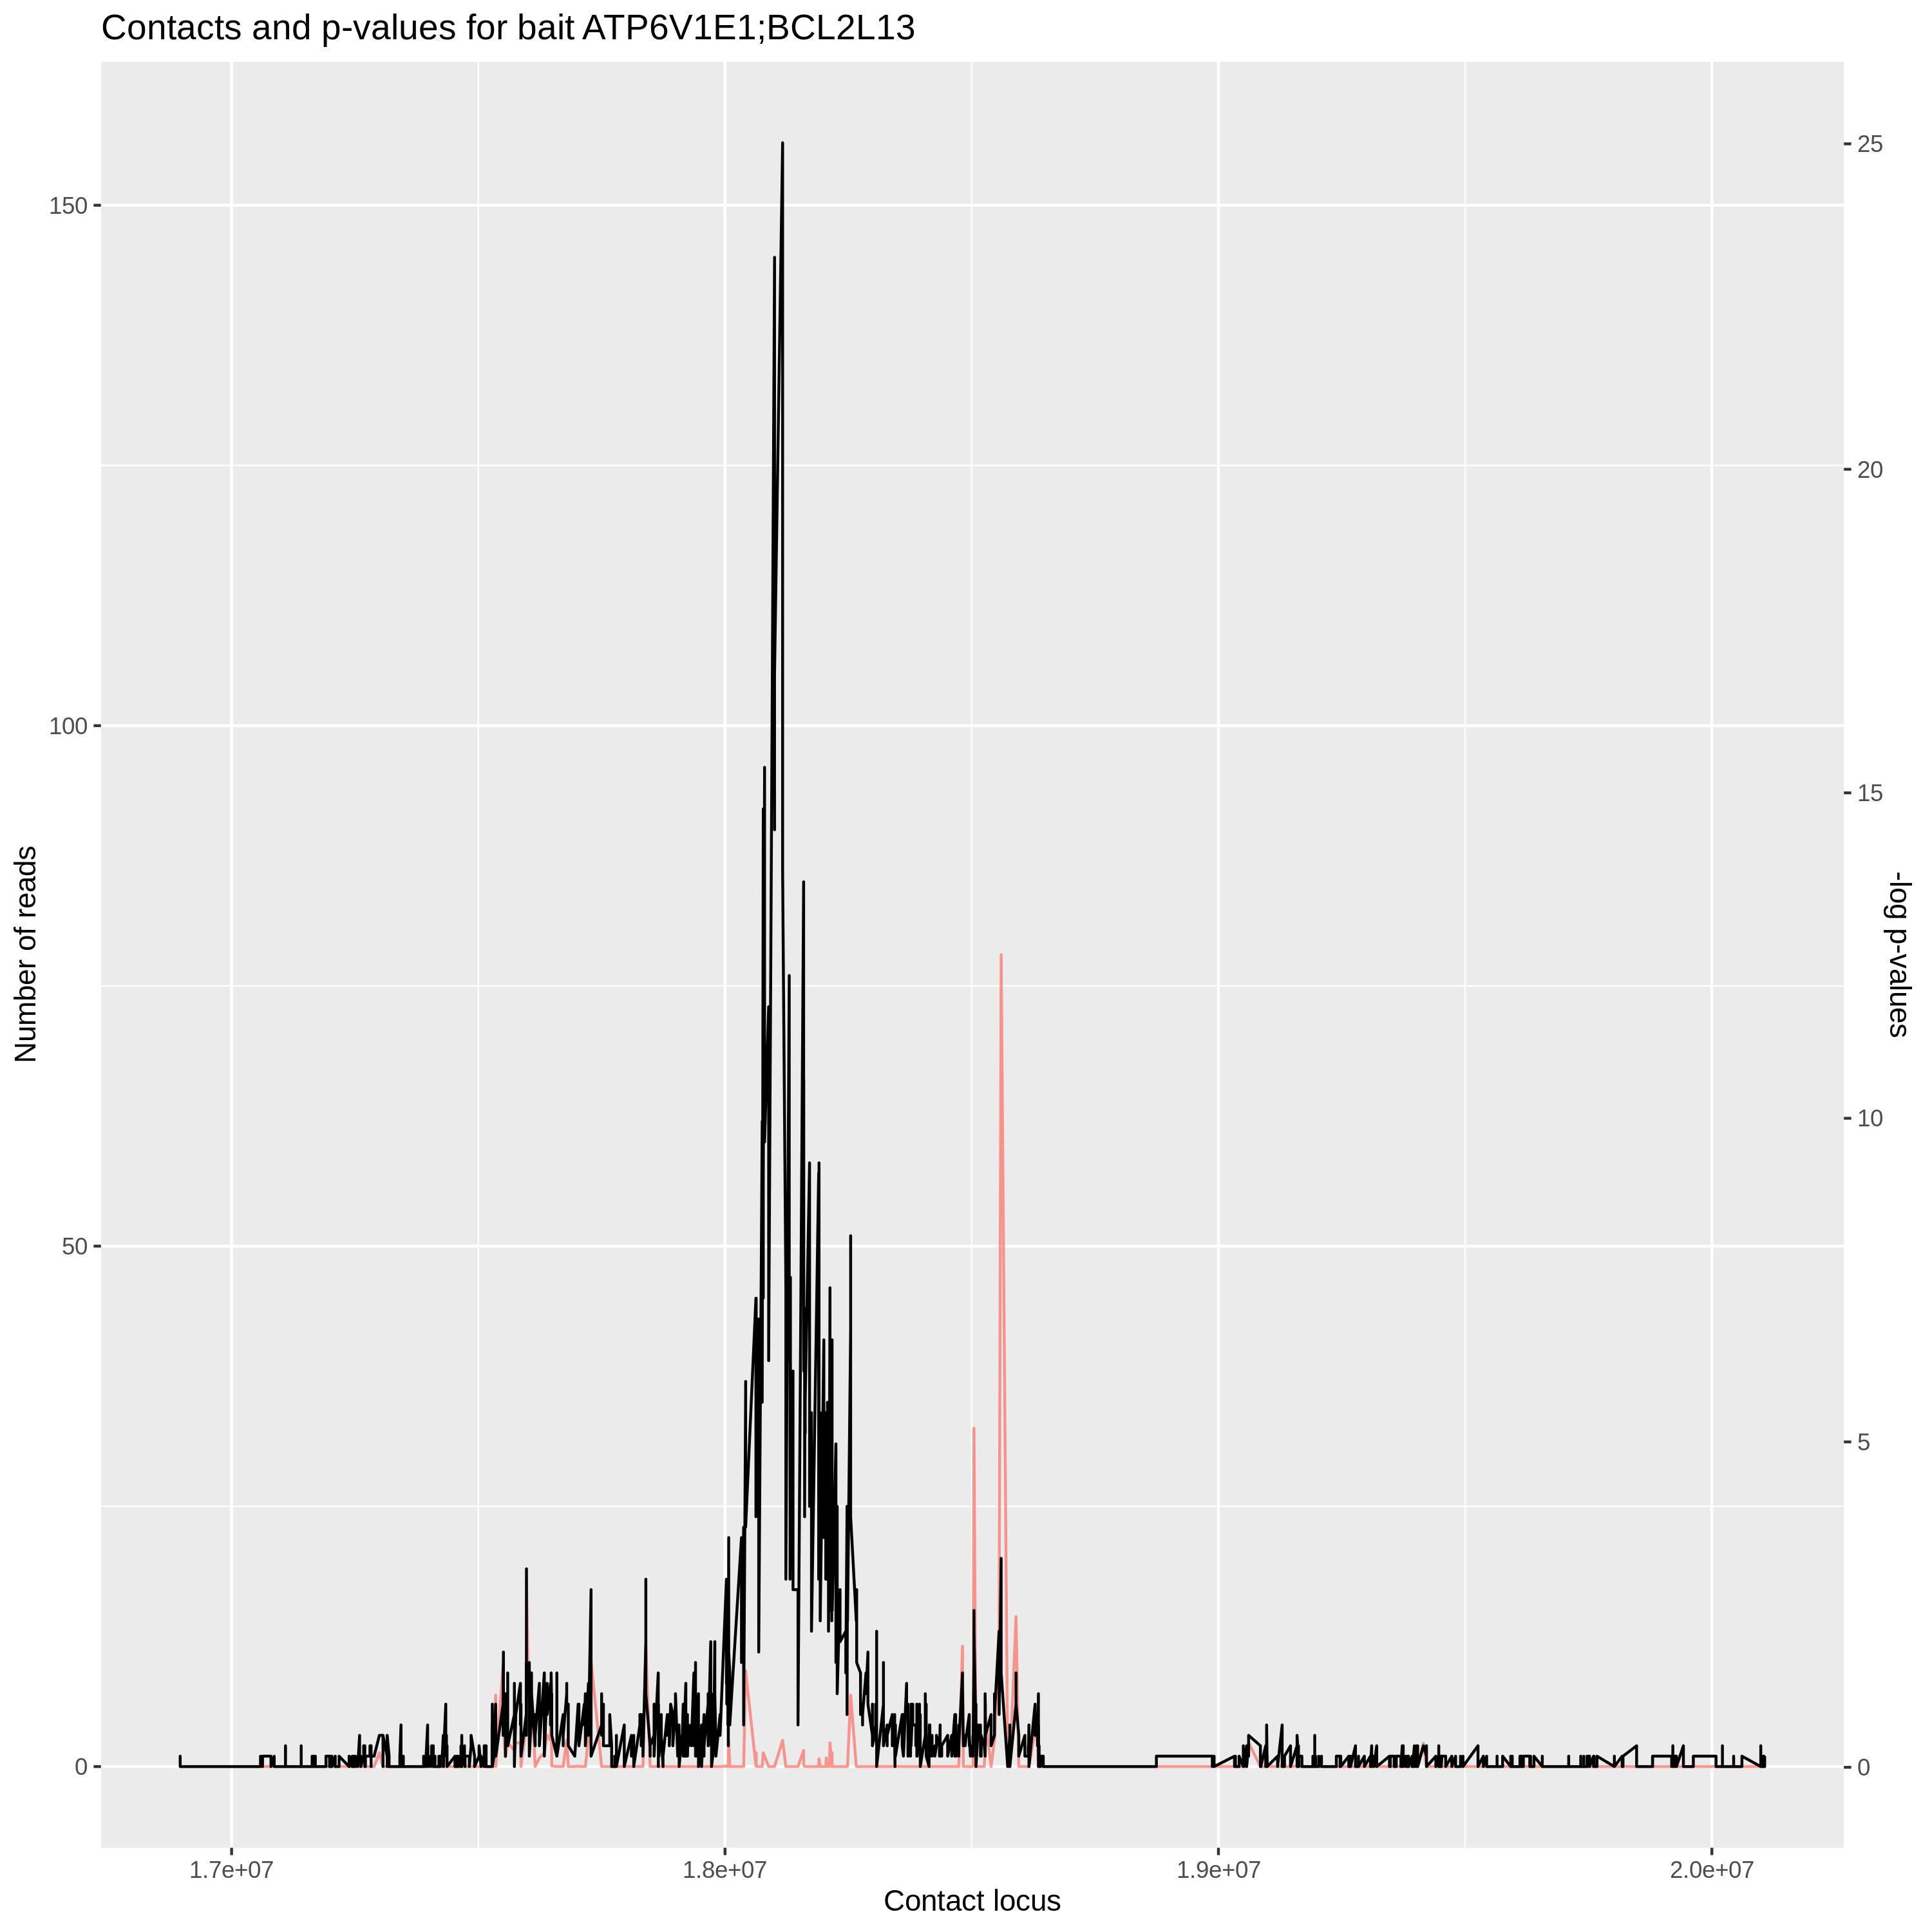 Contacts and p-values for bait ATP6V1E1;BCL2L13
150
100
50
0
Number of reads
25
20
15
10
5
0
-log p-values
1.7e+07
1.8e+07
1.9e+07
2.0e+07
Contact locus